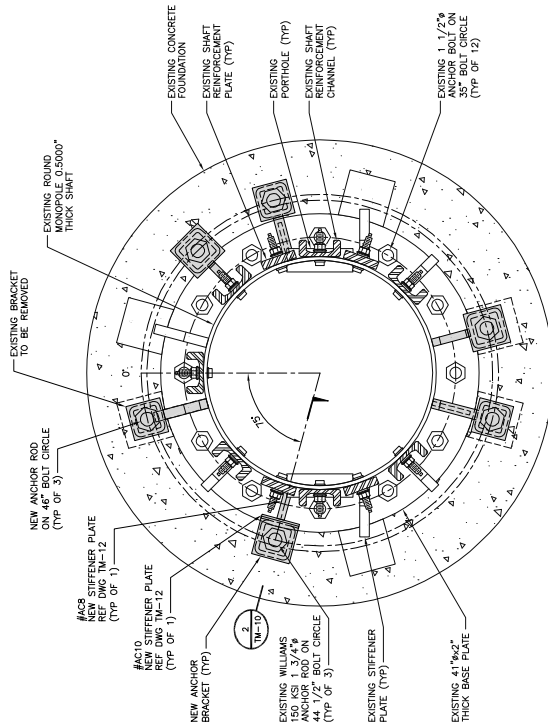 NEW ANCHOR ROD
ON 46" BOLT CIRCLE
(TYP OF 3)
EXISTING BRACKET
TO BE REMOVED
EXISTING ROUND
MONOPOLE 0.5000"
THICK SHAFT
EXISTING CONCRETE
FOUNDATION
EXISTING SHAFT
REINFORCEMENT
PLATE (TYP)
EXISTING
PORTHOLE (TYP)
EXISTING SHAFT
REINFORCEMENT
CHANNEL (TYP)
EXISTING 1 1/2"ø
ANCHOR BOLT ON
35" BOLT CIRCLE
(TYP OF 12)
#AC8
NEW STIFFENER PLATE
REF DWG TM-12
(TYP OF 1)
#AC10
NEW STIFFENER PLATE
REF DWG TM-12
(TYP OF 1)
NEW ANCHOR
BRACKET (TYP)
2
TM-10
EXISTING WILLIAMS
150 KSI 1 3/4"ø
ANCHOR ROD ON
44 1/2" BOLT CIRCLE
(TYP OF 3)
EXISTING STIFFENER
PLATE (TYP)
EXISTING 41"øx2"
THICK BASE PLATE
0°
75°